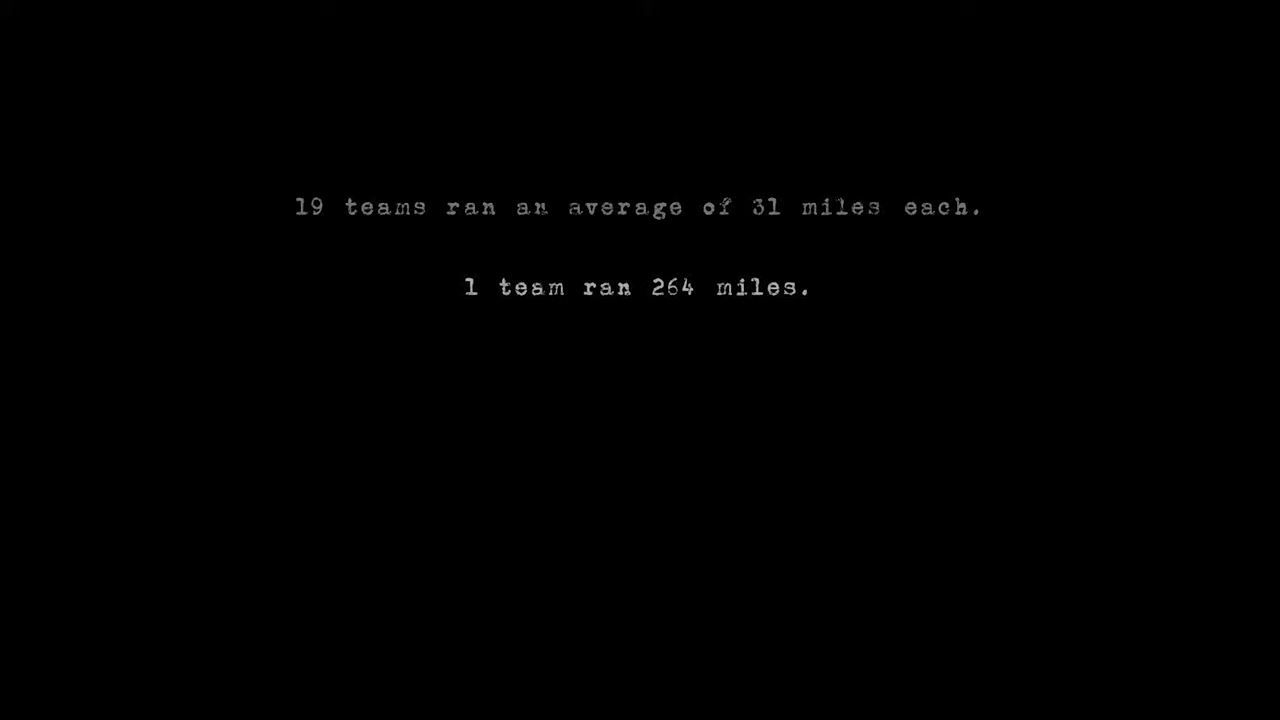 19 teams ran an average of 31 miles each.
1 team ran 264 miles.